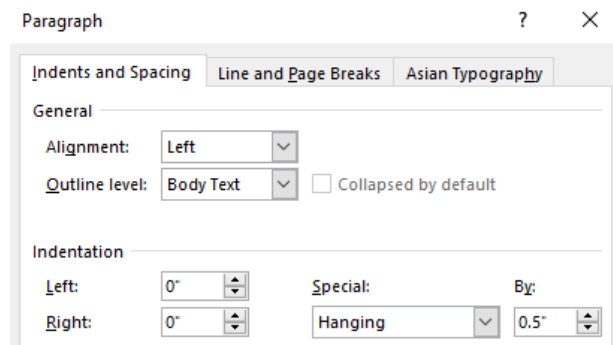 Paragraph ? ×
Indents and Spacing Line and Page Breaks Asian Typography
General
Alignment: Left
Outline level: Body Text Collapsed by default
Indentation
Left: 0" Special: By:
Right: 0" Hanging 0.5"